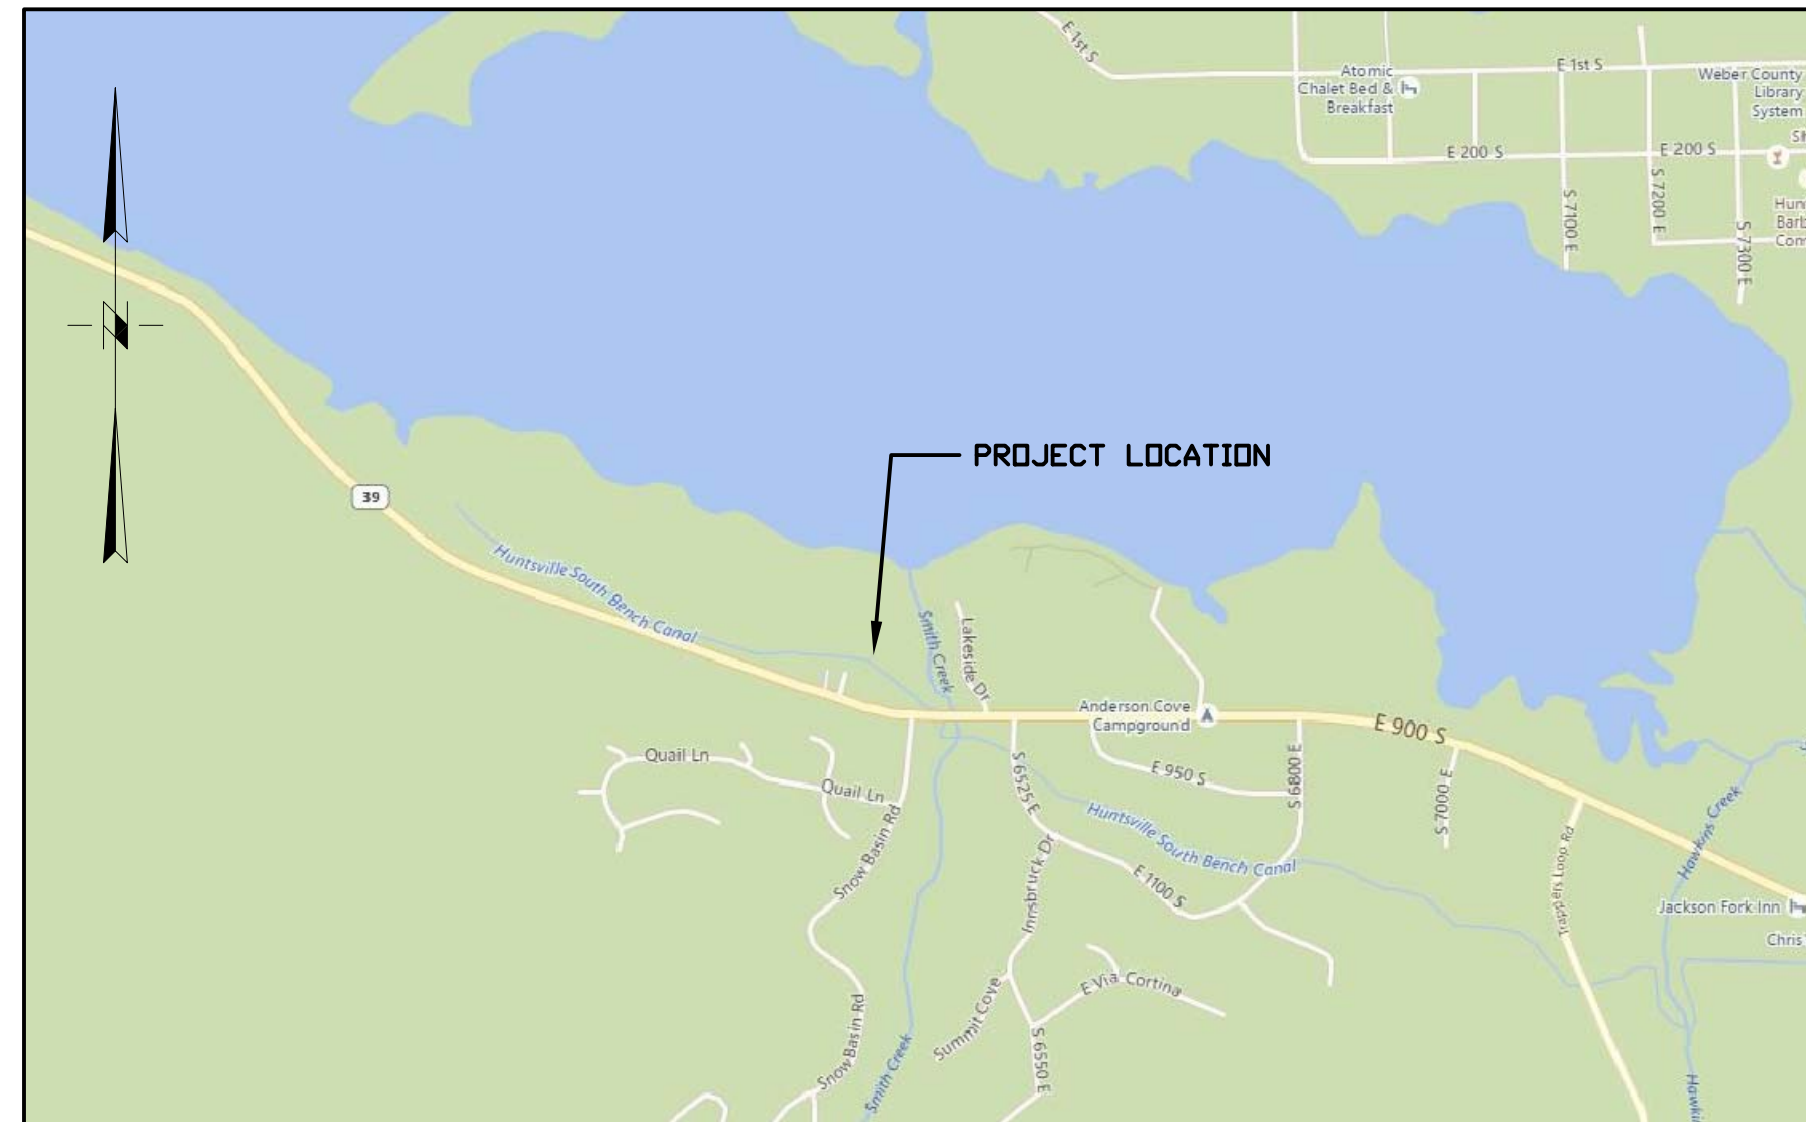 E 1st S
E 1st S
Atomic
Chalet Bed &
Breakfast
Weber County
Library
System
E 200 S
E 200 S
S 7100 E
S 7200 E
S 7300 E
N
PROJECT LOCATION
39
Huntsville South Bench Canal
Smith Creek
Lakeside Dr
Anderson Cove
Campground
E 900 S
Quail Ln
Quail Ln
S 6525 E
E 950 S
S 6800 E
S 7000 E
Snow Basin Rd
Huntsville South Bench Canal
Innsbruck Dr
E 1100 S
Trappers Loop Rd
Hawkins Creek
Jackson Fork Inn
Chris
E Via Cortina
Summit Cove
S 6550 E
Snow Basin Rd
Smith Creek
Hawki